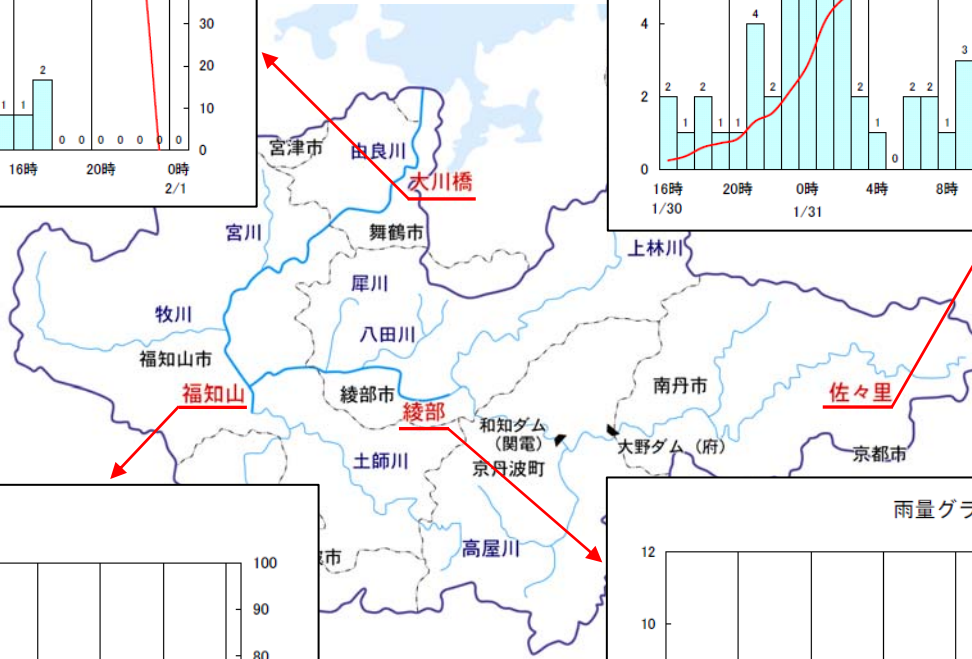 30
20
10
0
1 1 2 0 0 0 0 0 0
16時 20時 0時
2/1
4
2
0
2 1 2 1 1 4 2 2 1 0 2 2 1 3
16時 20時 0時 4時 8時
1/30 1/31
宮津市
由良川
大川橋
宮川
舞鶴市
上林川
犀川
牧川
八田川
福知山市
福知山
綾部市
綾部
南丹市
佐々里
和知ダム
(関電)
大野ダム (府)
京都市
京丹波町
土師川
高屋川
市
100
90
80
雨量グラ
12
10